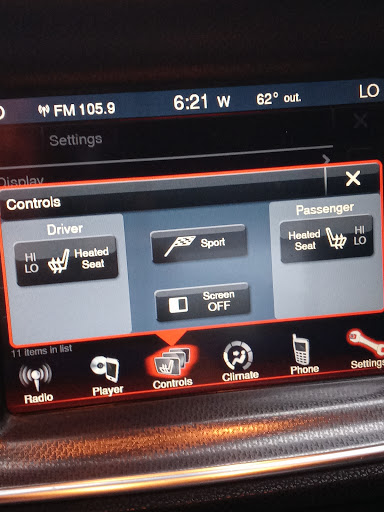 FM 105.9 6:21 W 62° out. LO
Settings
Display
Controls
Driver
Passenger
HI LO Heated Seat
Sport
Heated Seat HI LO
Screen OFF
11 items in list
Radio
Player
Controls
Climate
Phone
Settings